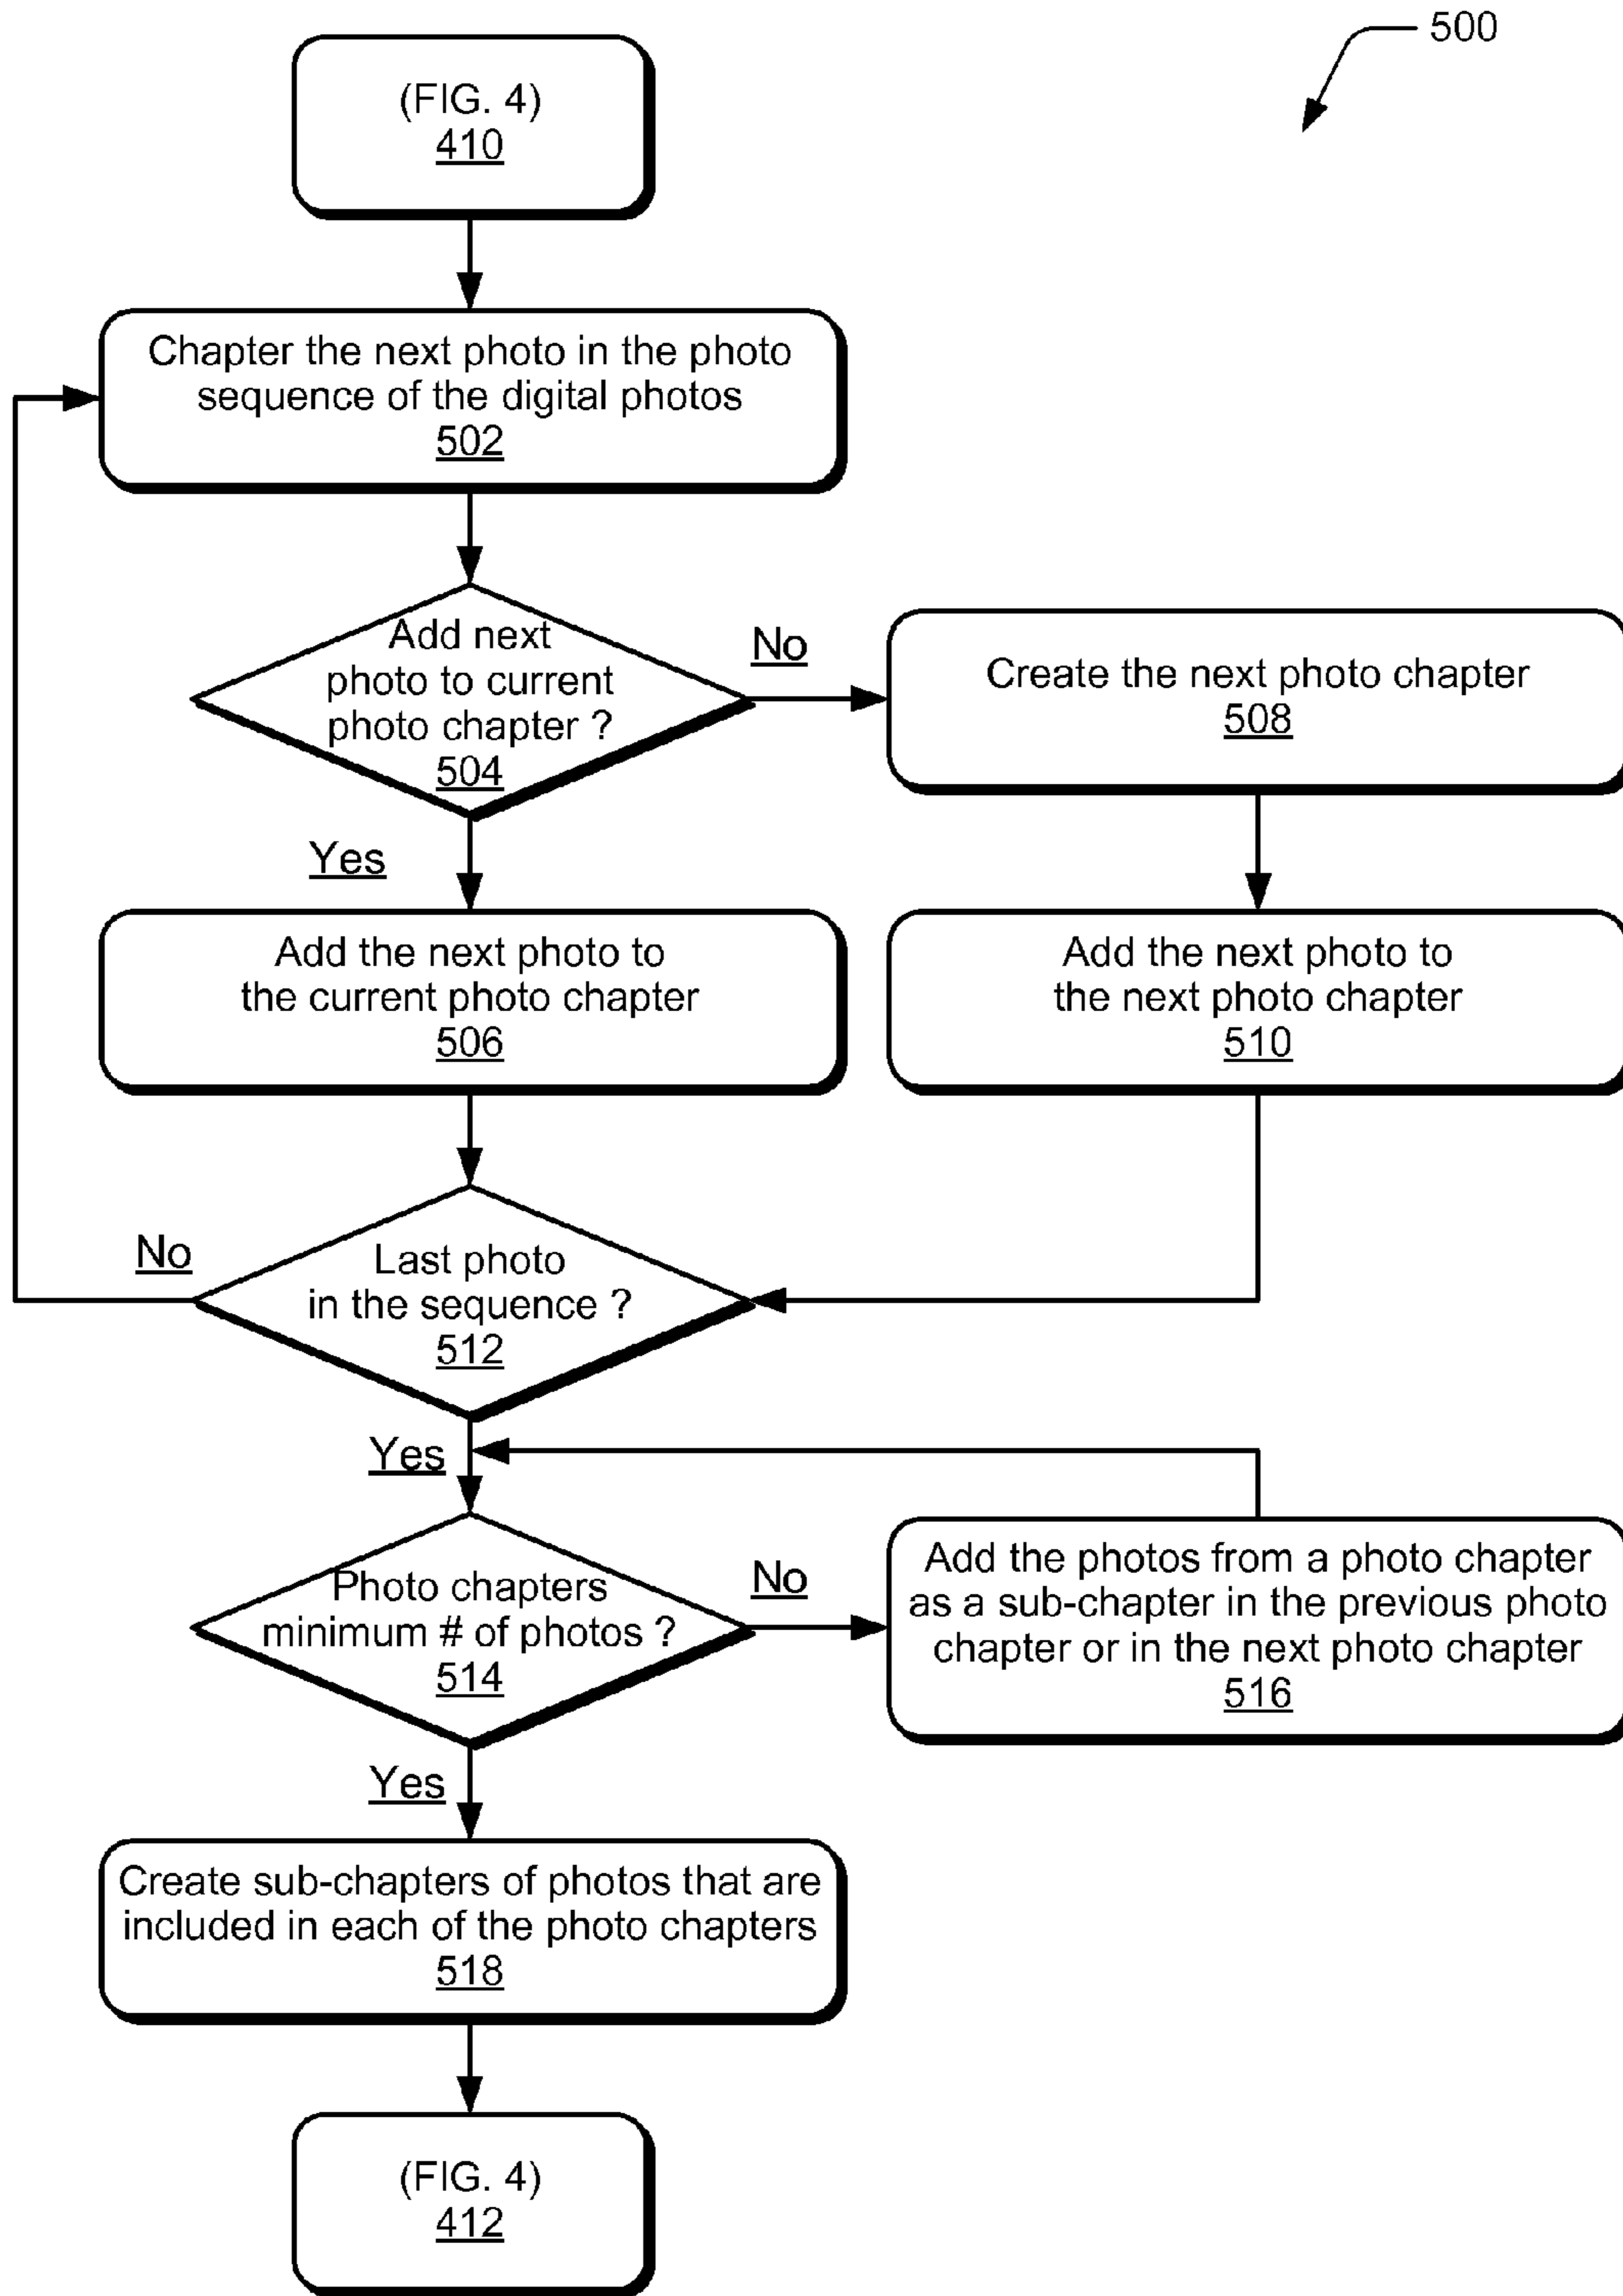 500
(FIG. 4)
410
Chapter the next photo in the photo
sequence of the digital photos
502
Add next
photo to current
photo chapter ?
504
No
Create the next photo chapter
508
Yes
Add the next photo to
the current photo chapter
506
Add the next photo to
the next photo chapter
510
No
Last photo
in the sequence ?
512
Yes
Photo chapters
minimum # of photos ?
514
No
Add the photos from a photo chapter
as a sub-chapter in the previous photo
chapter or in the next photo chapter
516
Yes
Create sub-chapters of photos that are
included in each of the photo chapters
518
(FIG. 4)
412